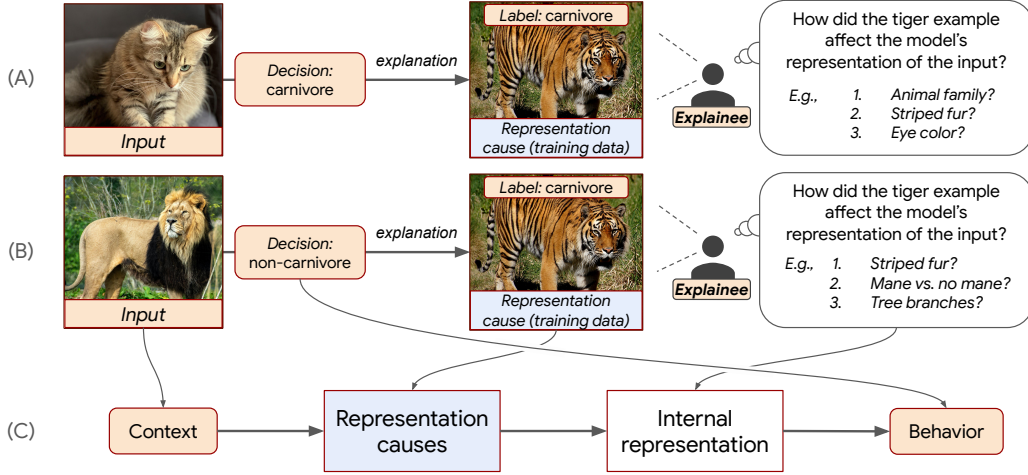 (A)
Input
Decision:
carnivore
explanation
Label: carnivore
Representation
cause (training data)
Explainee
How did the tiger example
affect the model's
representation of the input?
E.g., 1. Animal family?
2. Striped fur?
3. Eye color?
(B)
Input
Decision:
non-carnivore
explanation
Label: carnivore
Representation
cause (training data)
Explainee
How did the tiger example
affect the model's
representation of the input?
E.g., 1. Striped fur?
2. Mane vs. no mane?
3. Tree branches?
(C)
Context
Representation
causes
Internal
representation
Behavior